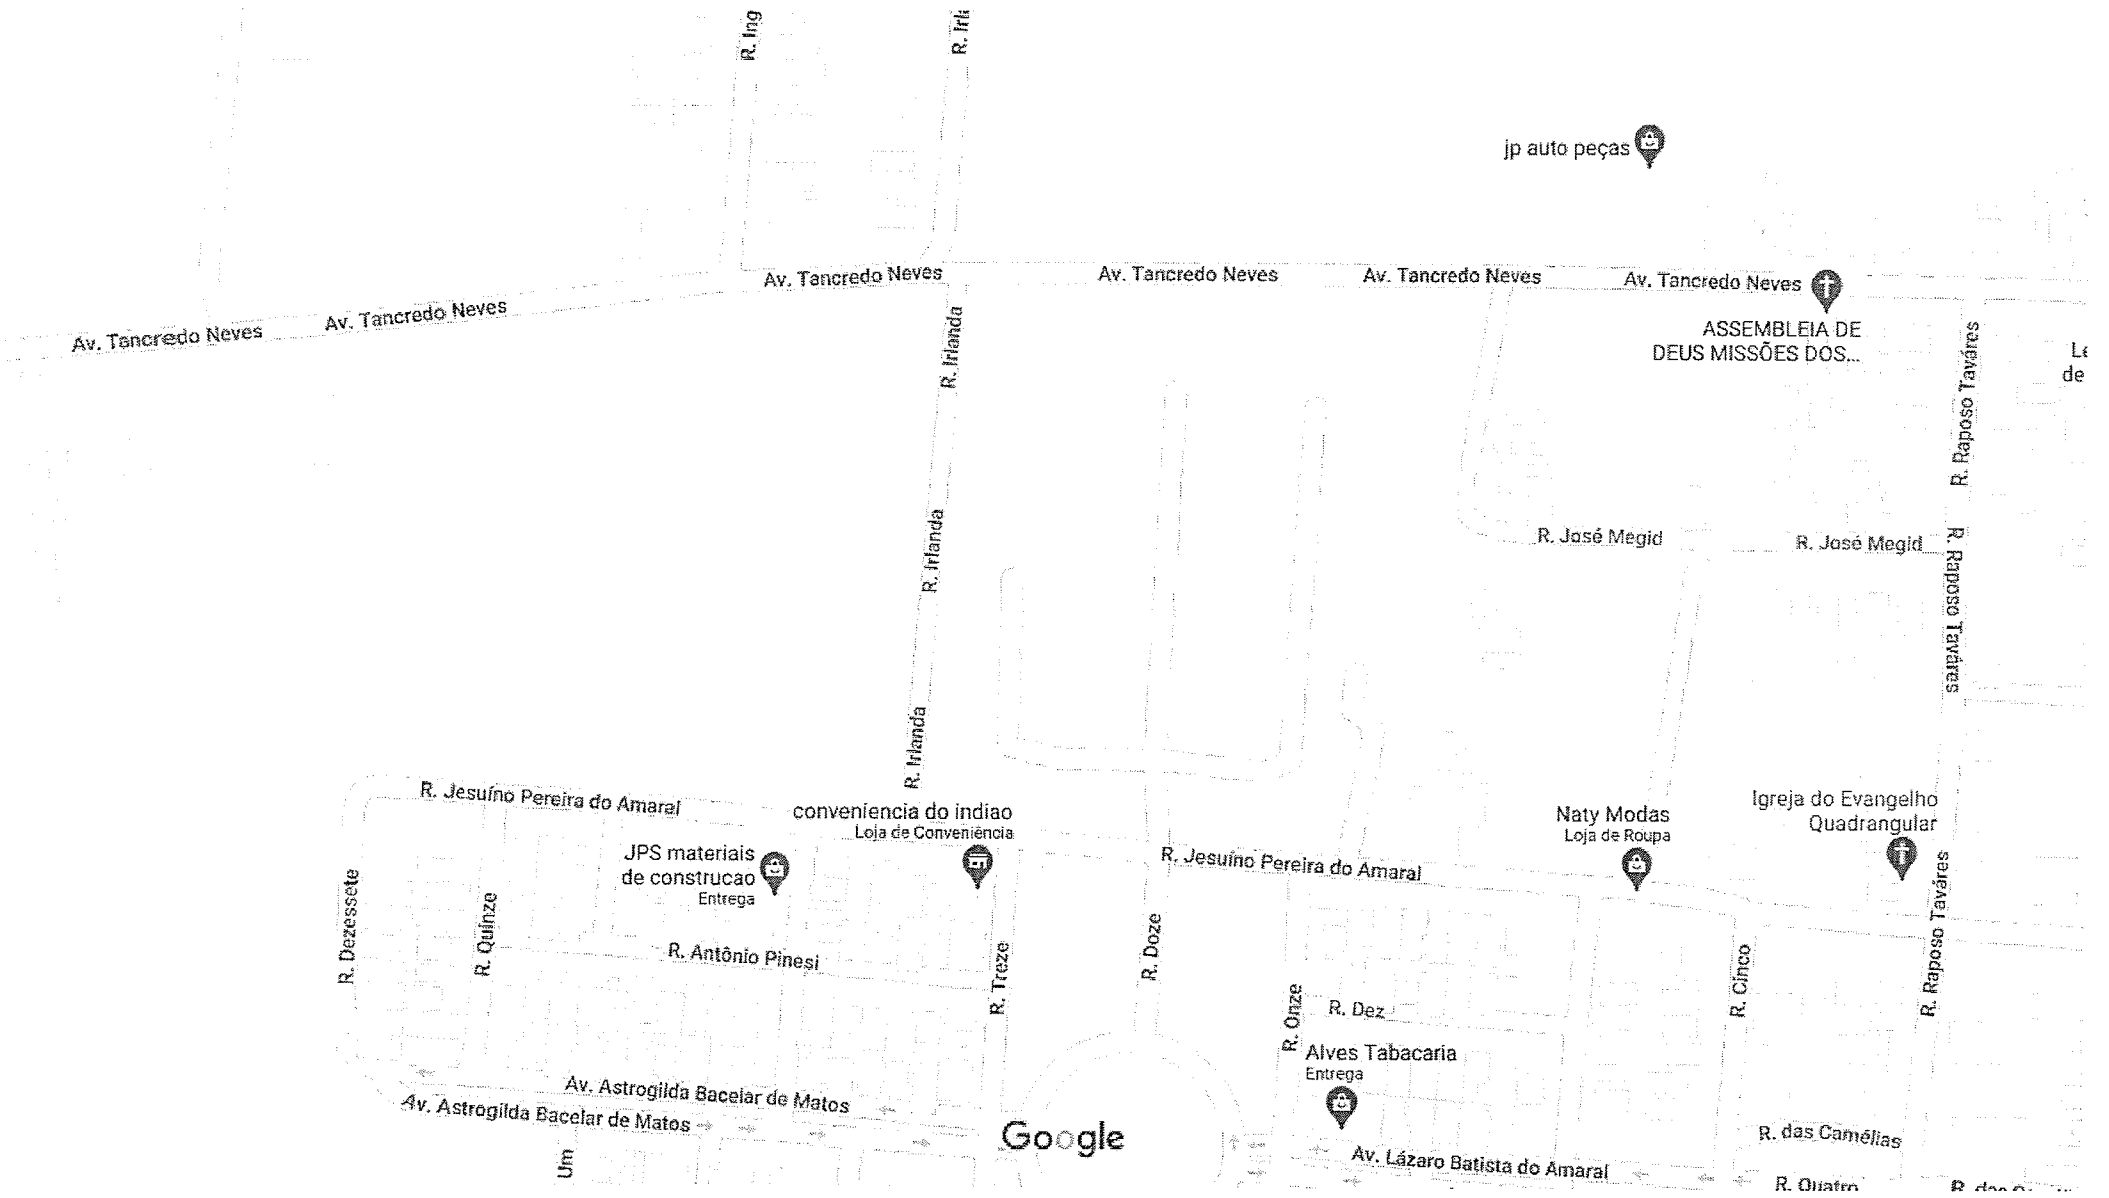 R. Ing
jp auto peças
Av. Tancredo Neves
Av. Tancredo Neves
Av. Tancredo Neves
Av. Tancredo Neves
Av. Tancredo Neves
Av. Tancredo Neves
ASSEMBLEIA DE
DEUS MISSÕES DOS...
R. Irlanda
R. Raposo Taváres
de
R. Irlanda
R. José Megid
R. José Megid
R. Raposo Taváres
R. Irlanda
R. Jesuíno Pereira do Amaral
conveniencia do indiao
Loja de Conveniência
Naty Modas
Loja de Roupa
Igreja do Evangelho
Quadrangular
JPS materiais
de construcao
Entrega
R. Jesuíno Pereira do Amaral
R. Dezessete
R. Quinze
R. Antônio Pinesi
R. Treze
R. Doze
R. Onze
R. Dez
R. Cinco
R. Raposo Taváres
Alves Tabacaria
Entrega
Av. Astrogilda Bacelar de Matos
Av. Astrogilda Bacelar de Matos
Google
R. das Camélias
Av. Lázaro Batista do Amaral
Um
R. Quatro